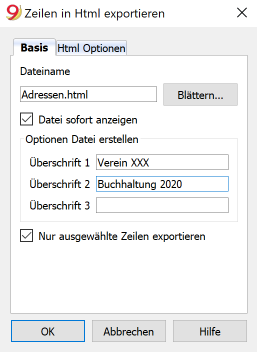 9 Zeilen in Html exportieren
Basis Html Optionen
Dateiname
Adressen.html Blättern...
Datei sofort anzeigen
Optionen Datei erstellen
Überschrift 1 Verein XXX
Überschrift 2 Buchhaltung 2020
Überschrift 3
Nur ausgewählte Zeilen exportieren
OK Abbrechen Hilfe